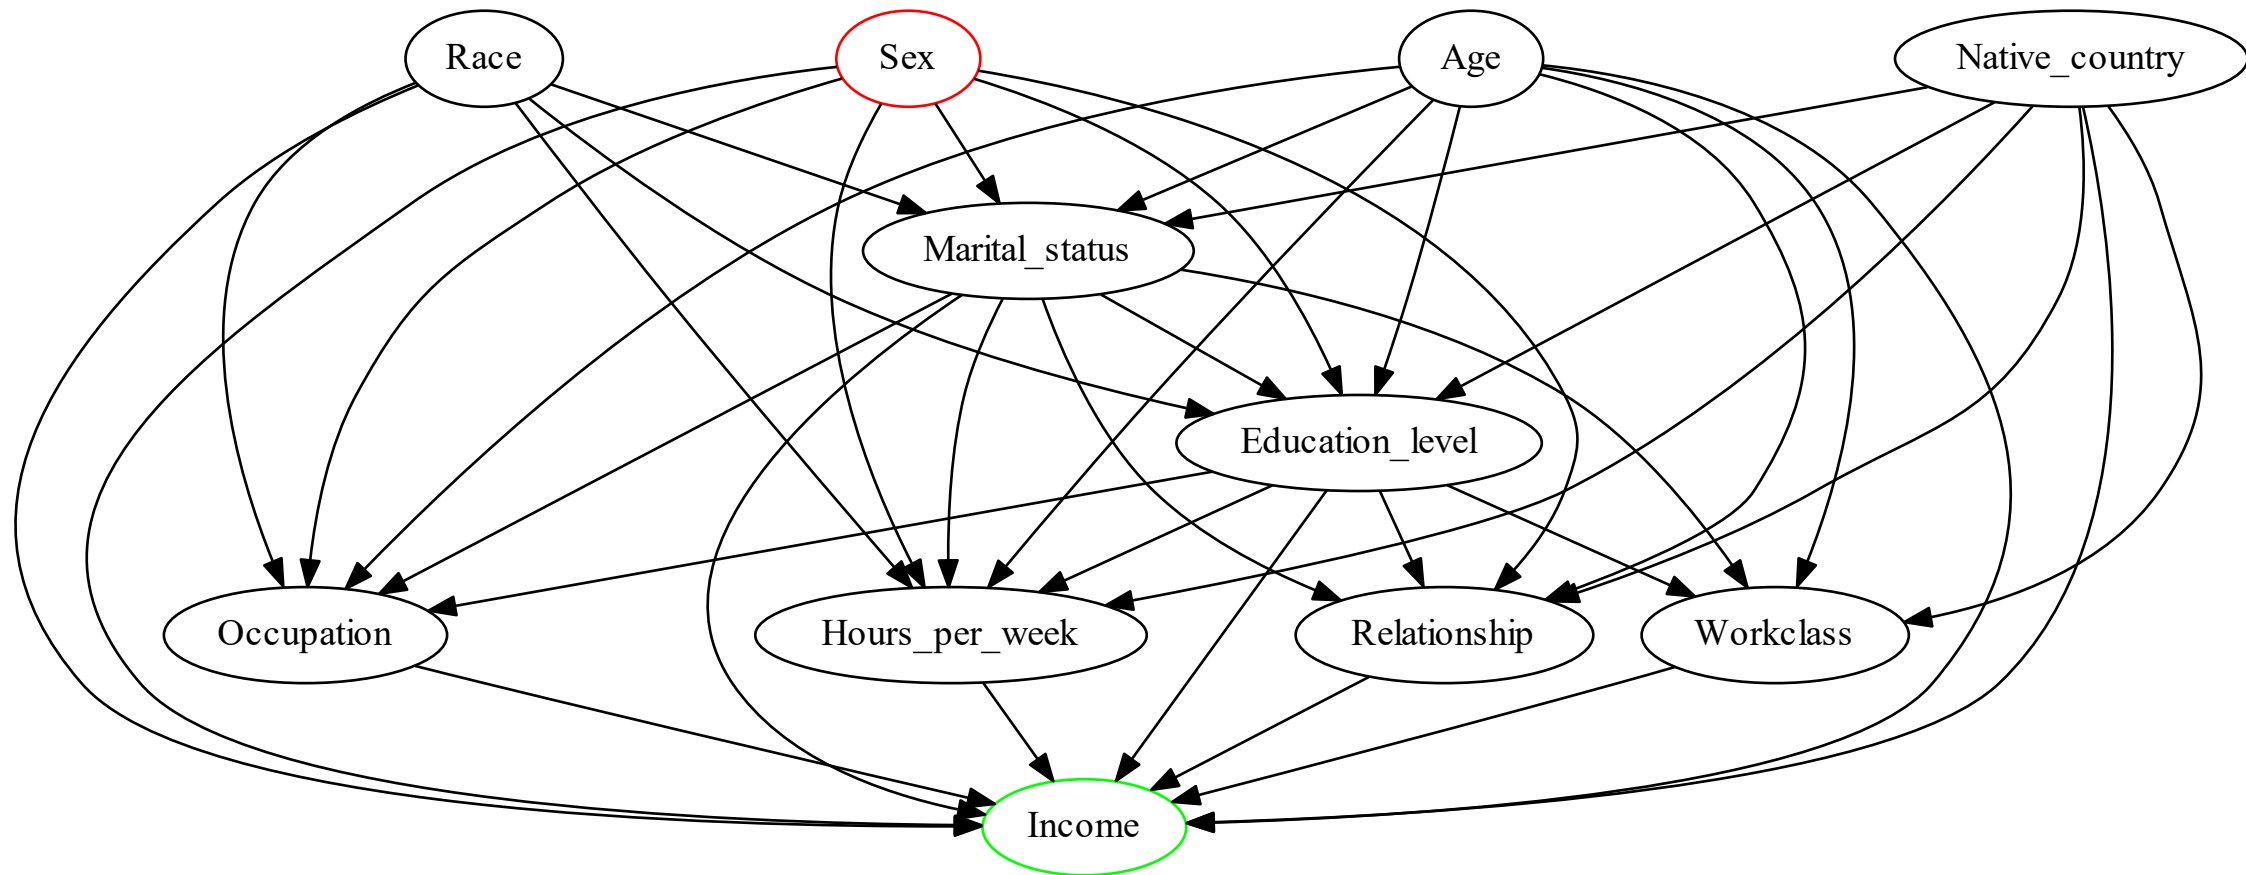 Race
Sex
Age
Native_country
Marital_status
Education_level
Occupation
Hours_per_week
Relationship
Workclass
Income